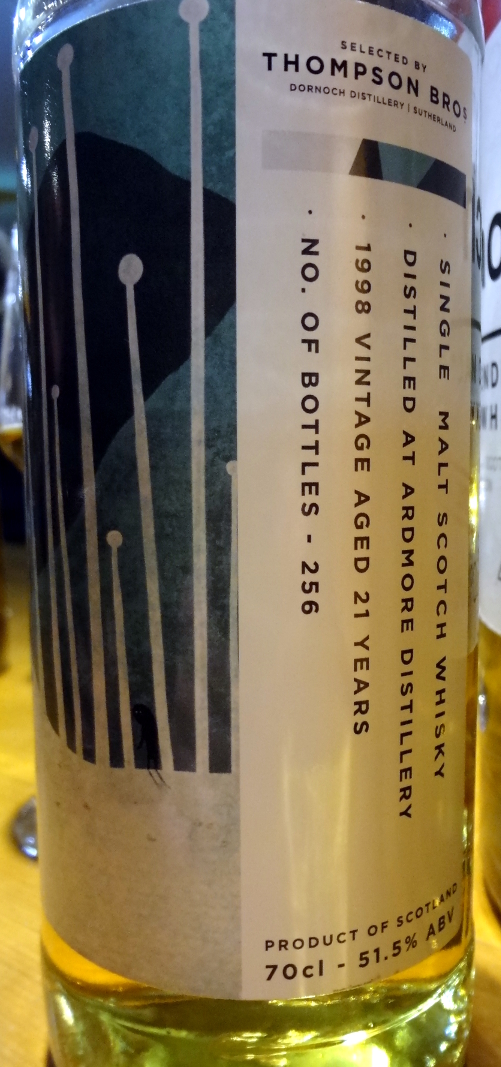 SELECTED BY
THOMPSON BROS
DORNOCH DISTILLERY | SUTHERLAND
· SINGLE MALT SCOTCH WHISKY
· DISTILLED AT ARDMORE DISTILLERY
· 1998 VINTAGE AGED 21 YEARS
· NO. OF BOTTLES - 256
PRODUCT OF SCOTLAND
70cl - 51.5% ABV